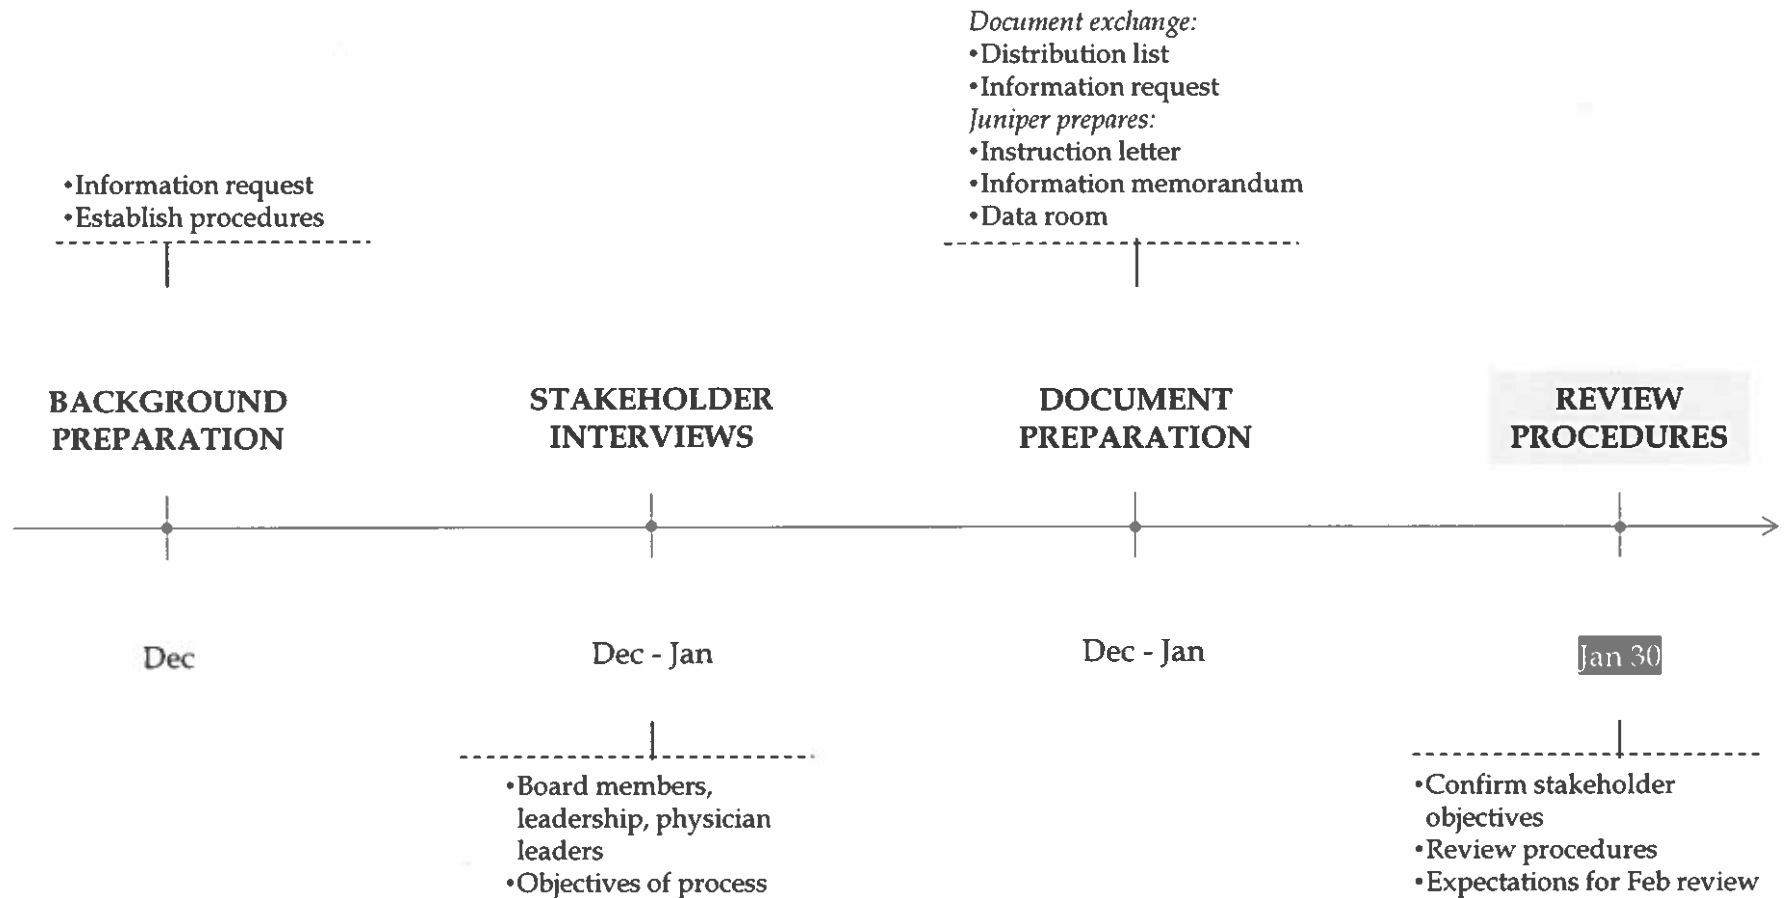 Document exchange:
•Distribution list
•Information request
Juniper prepares:
•Instruction letter
•Information memorandum
•Data room
•Information request
•Establish procedures
BACKGROUND
PREPARATION
STAKEHOLDER
INTERVIEWS
DOCUMENT
PREPARATION
REVIEW
PROCEDURES
Dec
Dec - Jan
Dec - Jan
Jan 30
•Board members,
leadership, physician
leaders
•Objectives of process
•Confirm stakeholder
objectives
•Review procedures
•Expectations for Feb review